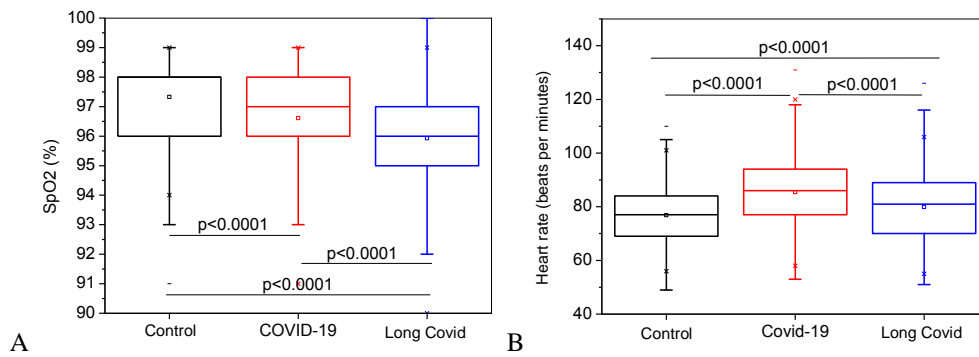 100
99
98
97
96
95
94
93
92
91
90
SpO2 (%)
p<0.0001
p<0.0001
p<0.0001
Control
COVID-19
Long Covid
A
140
120
100
80
60
40
Heart rate (beats per minutes)
p<0.0001
p<0.0001
p<0.0001
Control
Covid-19
Long Covid
B